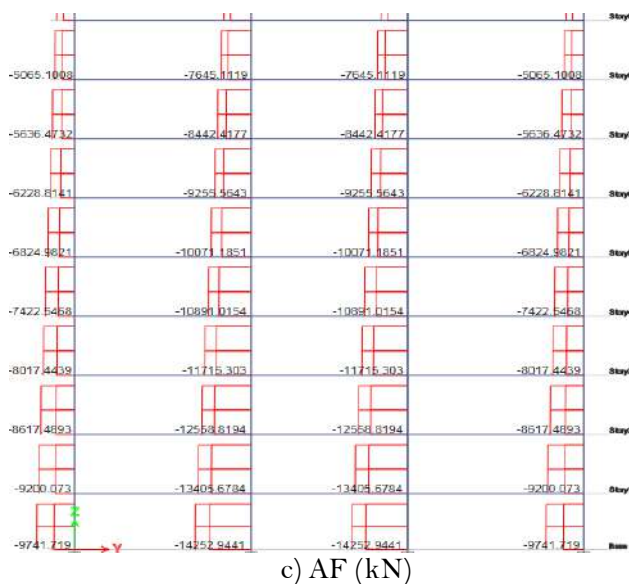 -5065.1008 -7645.1119 -7645.1119 -5065.1008
-5636.4732 -8442.4177 -8442.4177 -5636.4732
-6228.8141 -9255.5643 -9255.5643 -6228.8141
-6824.9821 -10071.1851 -10071.1851 -6824.9821
-7422.5468 -10891.0154 -10891.0154 -7422.5468
-8017.4439 -11715.303 -11715.303 -8017.4439
-8617.4893 -12558.8194 -12558.8194 -8617.4893
-9200.073 -13405.6784 -13405.6784 -9200.073
Z
-9741.719 Y -14252.9441 -14252.9441 -9741.719 Base
c) AF (kN)